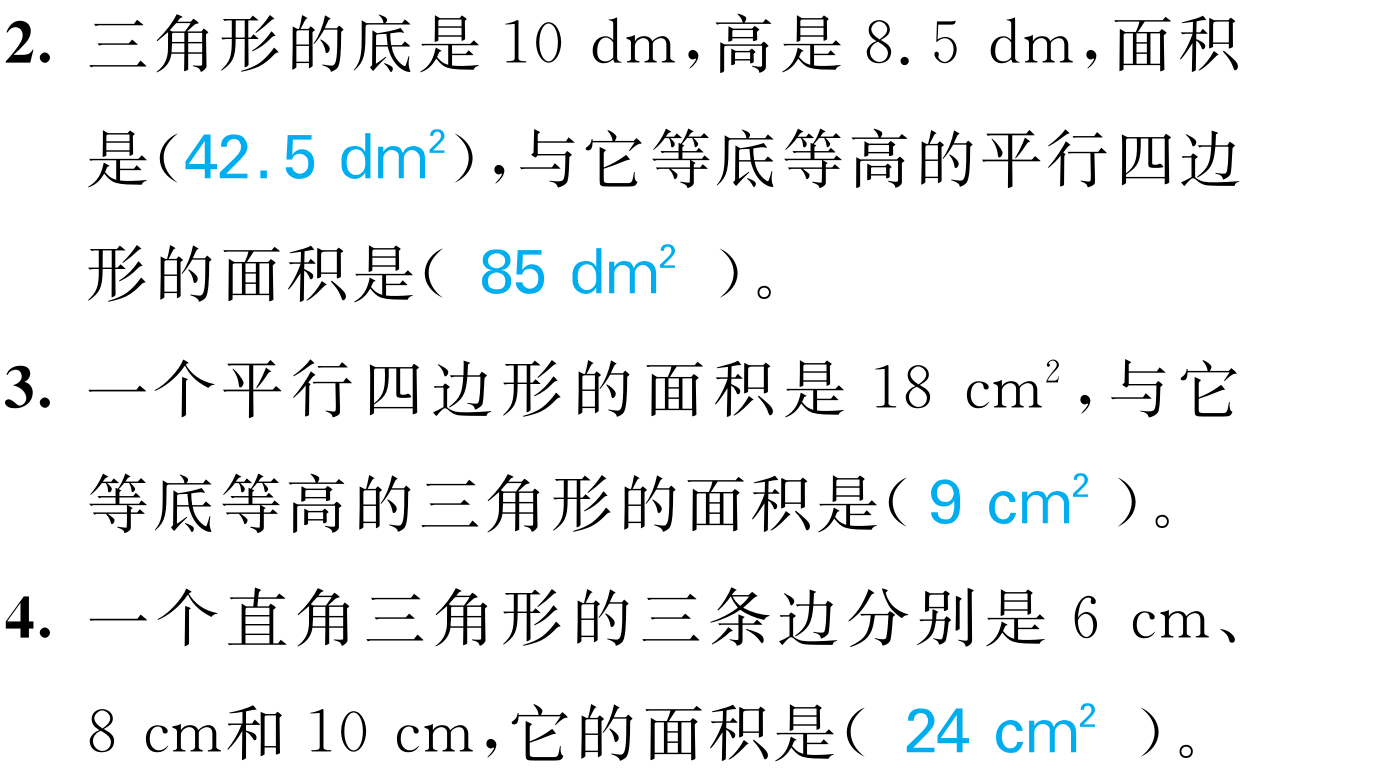 2. 三角形的底是 10 dm,高是 8.5 dm,面积
是(42.5 dm²),与它等底等高的平行四边
形的面积是( 85 dm² )。
3. 一个平行四边形的面积是 18 cm²,与它
等底等高的三角形的面积是( 9 cm² )。
4. 一个直角三角形的三条边分别是 6 cm、
8 cm和 10 cm,它的面积是( 24 cm² )。